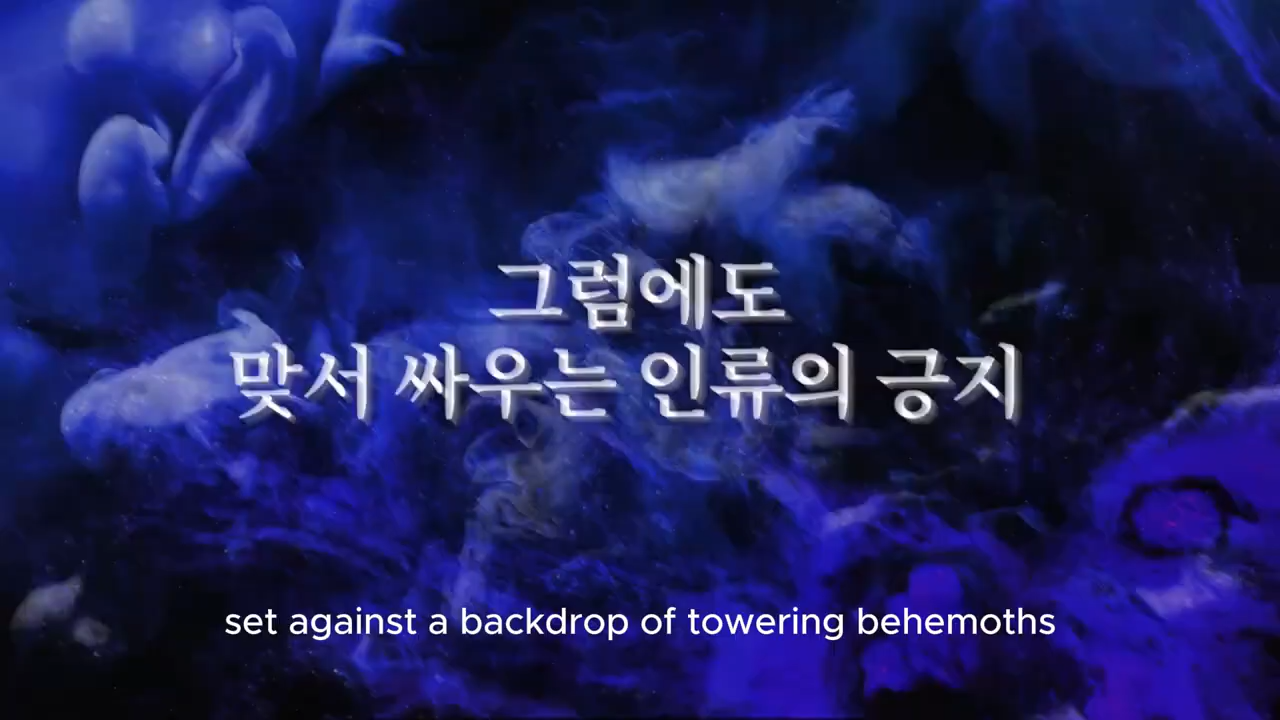 그럼에도
맞서 싸우는 인류의 긍지
set against a backdrop of towering behemoths